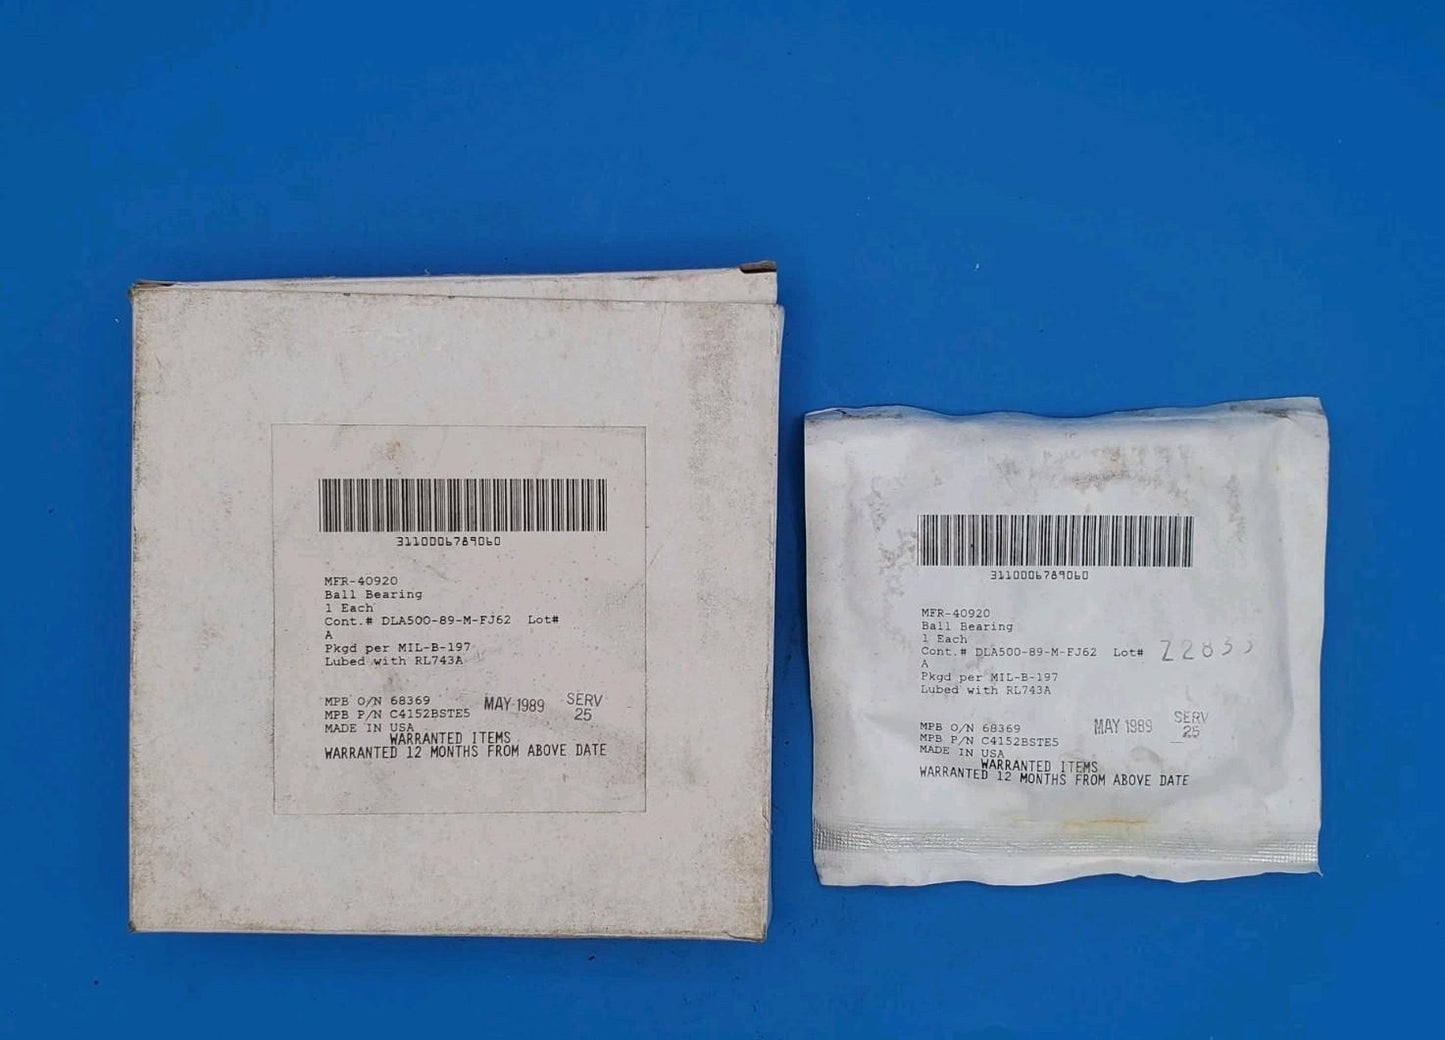 3110006789060
MFR-40920
Ball Bearing
1 Each
Cont.# DLA500-89-M-FJ62 Lot#
A
Pkgd per MIL-B-197
Lubed with RL743A
MPB O/N 68369 MAY 1989 SERV
MPB P/N C4152BSTE5 25
MADE IN USA
WARRANTED ITEMS
WARRANTED 12 MONTHS FROM ABOVE DATE
3110006789060
MFR-40920
Ball Bearing
1 Each
Cont.# DLA500-89-M-FJ62 Lot#
A
Pkgd per MIL-B-197
Lubed with RL743A
MPB O/N 68369 MAY 1989 SERV
MPB P/N C4152BSTE5 25
MADE IN USA
WARRANTED ITEMS
WARRANTED 12 MONTHS FROM ABOVE DATE